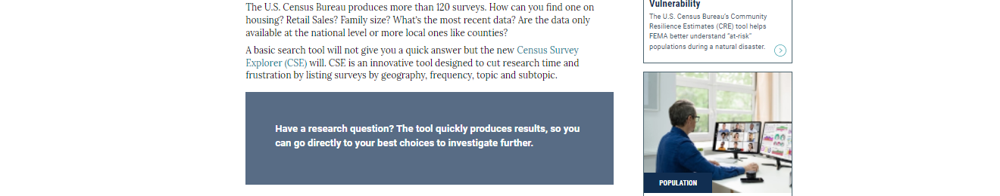 The U.S. Census Bureau produces more than 120 surveys. How can you find one on
housing? Retail Sales? Family size? What's the most recent data? Are the data only
available at the national level or more local ones like counties?
A basic search tool will not give you a quick answer but the new Census Survey
Explorer (CSE) will. CSE is an innovative tool designed to cut research time and
frustration by listing surveys by geography, frequency, topic and subtopic.
Have a research question? The tool quickly produces results, so you
can go directly to your best choices to investigate further.
Vulnerability
The U.S. Census Bureau's Community
Resilience Estimates (CRE) tool helps
FEMA better understand "at-risk"
populations during a natural disaster.
POPULATION